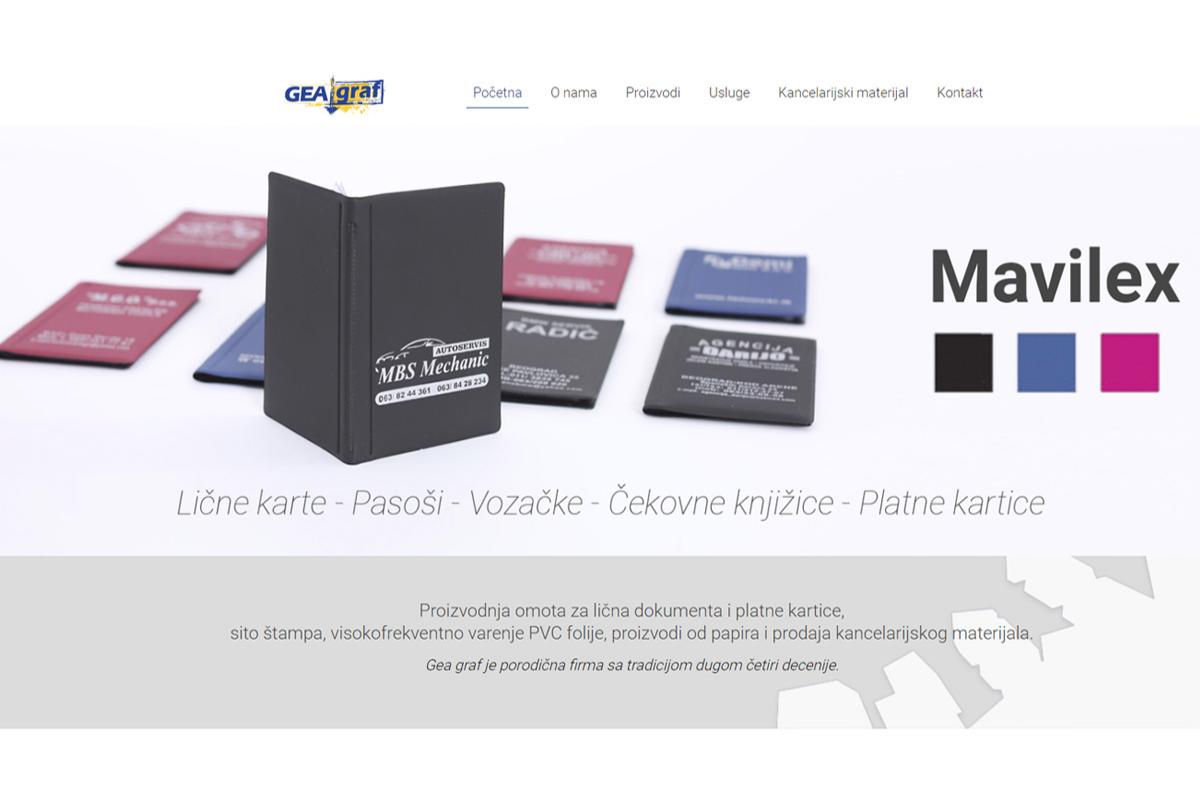 GEA graf
Početna
O nama
Proizvodi
Usluge
Kancelarijski materijal
Kontakt
AUTOSERVIS
MBS Mechanic
063/ 82 44 361 063/ 84 28 234
RADIĆ
BEOGRAD
AGENCIJA
DARIJO
Mavilex
Lične karte - Pasoši - Vozačke - Čekovne knjižice - Platne kartice
Proizvodnja omota za lična dokumenta i platne kartice,
sito štampa, visokofrekventno varenje PVC folije, proizvodi od papira i prodaja kancelarijskog materijala.
Gea graf je porodična firma sa tradicijom dugom četiri decenije.